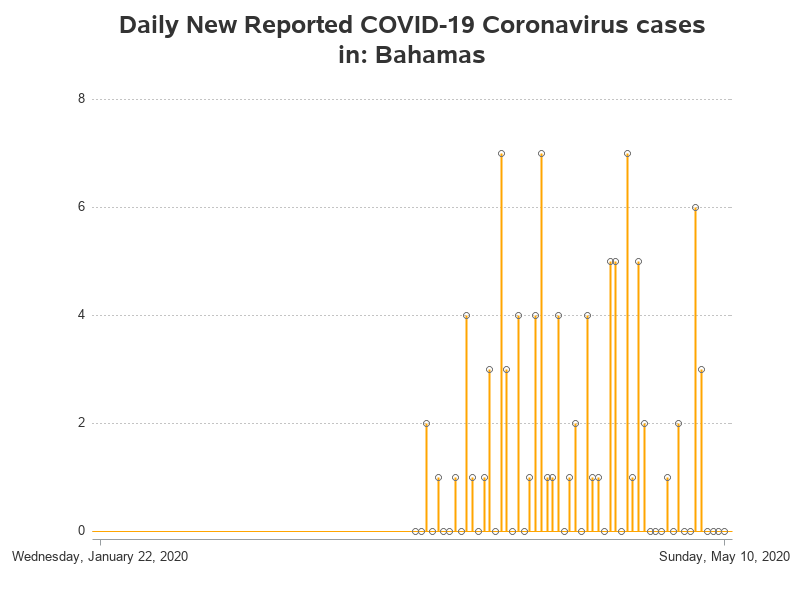 Daily New Reported COVID-19 Coronavirus cases
in: Bahamas
8
6
4
2
0
Wednesday, January 22, 2020 Sunday, May 10, 2020